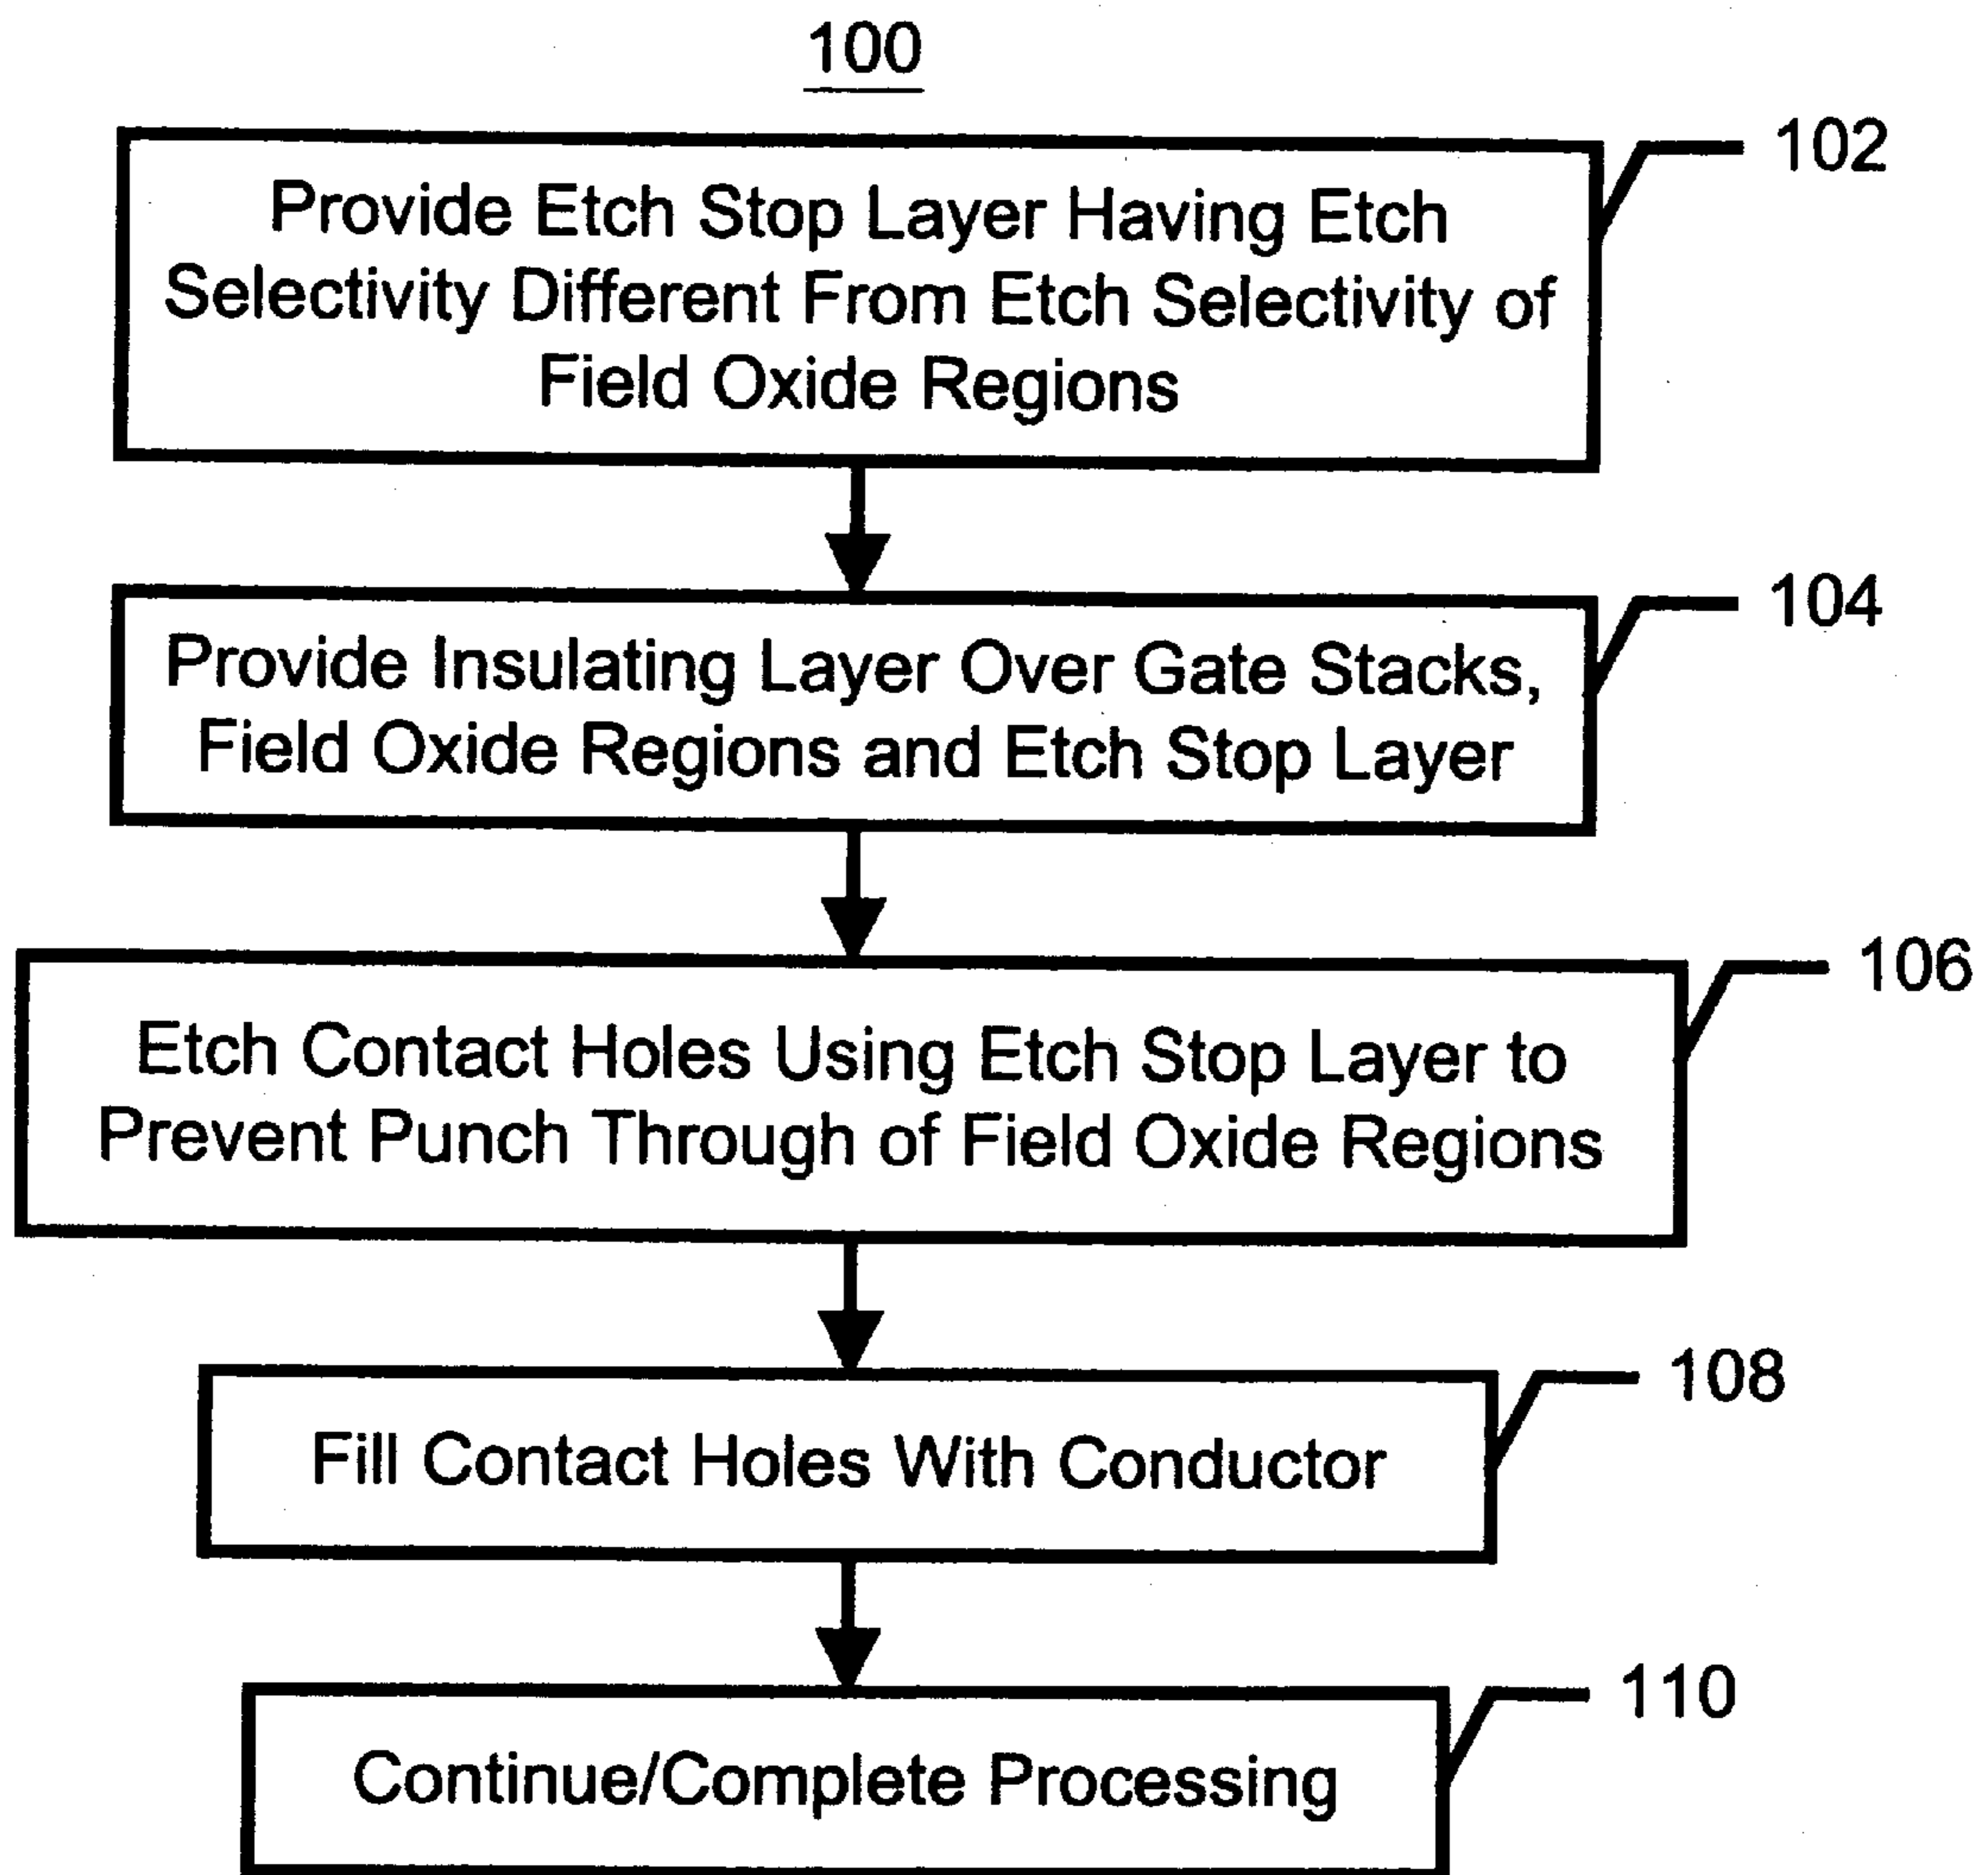 100
102
Provide Etch Stop Layer Having Etch
Selectivity Different From Etch Selectivity of
Field Oxide Regions
104
Provide Insulating Layer Over Gate Stacks,
Field Oxide Regions and Etch Stop Layer
106
Etch Contact Holes Using Etch Stop Layer to
Prevent Punch Through of Field Oxide Regions
108
Fill Contact Holes With Conductor
110
Continue/Complete Processing